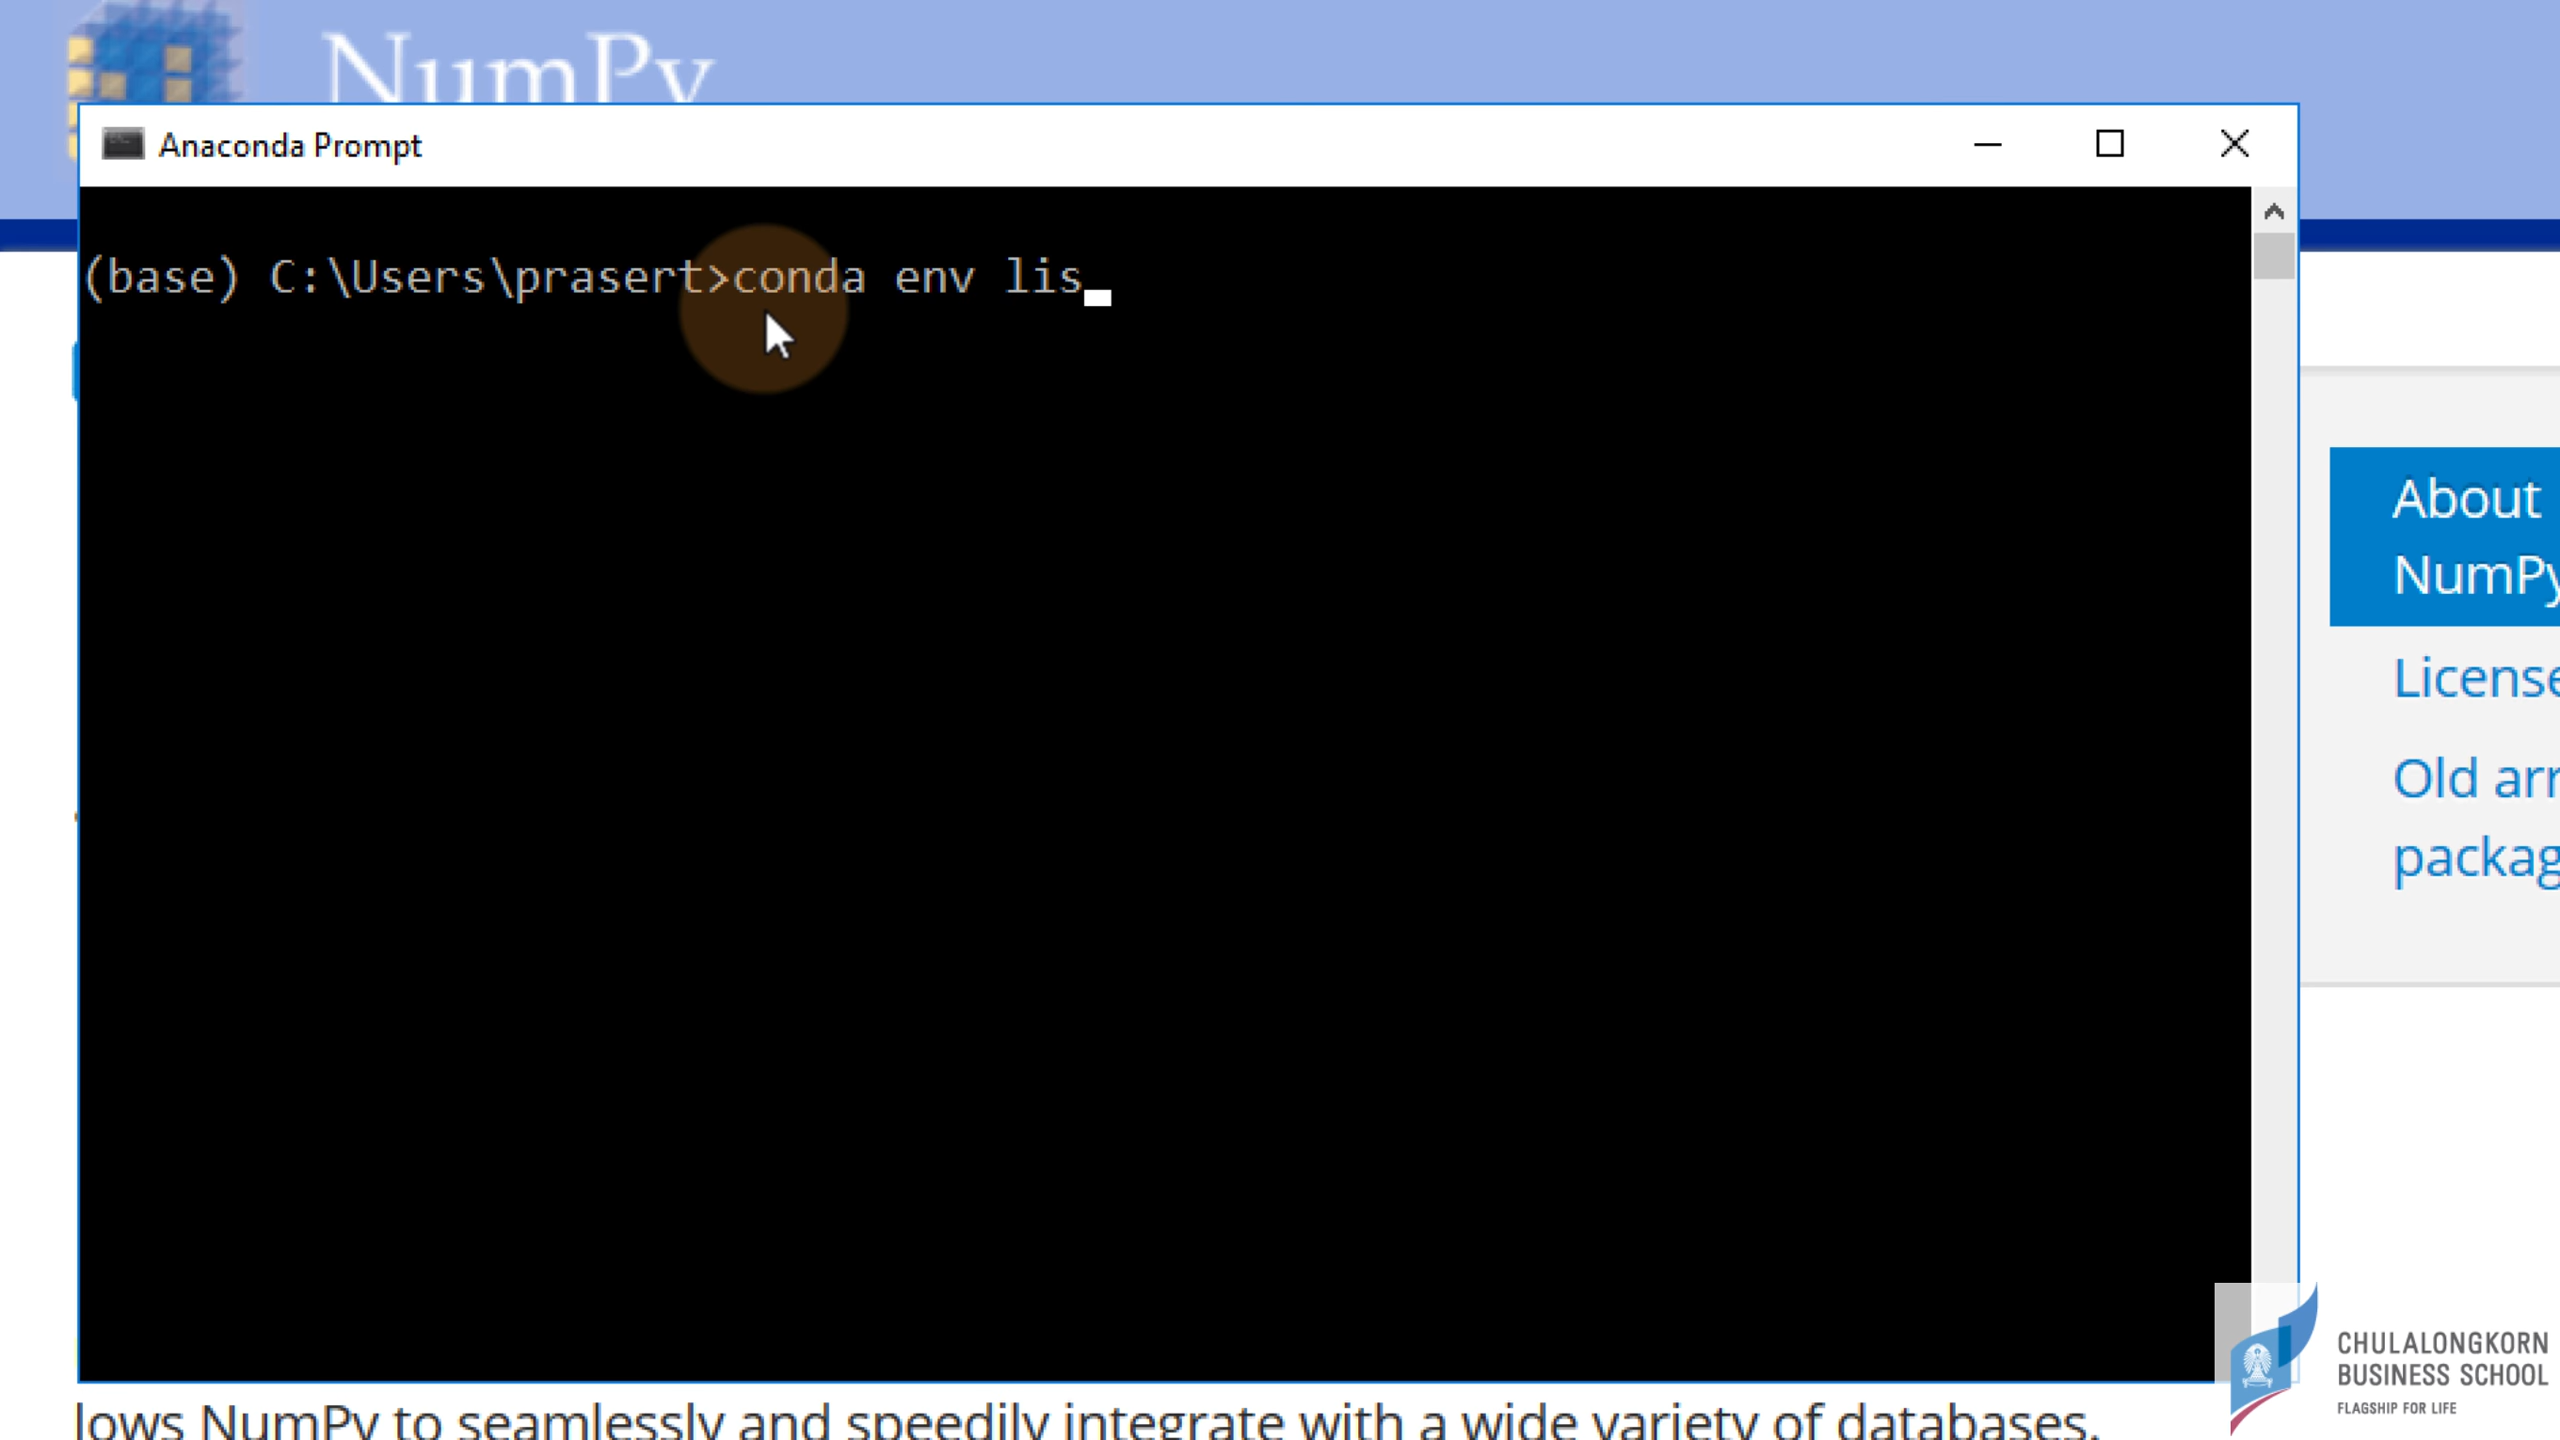 NumPy
Anaconda Prompt
(base) C:\Users\prasert>conda env lis
About
NumPy
License
Old arr
packag
CHULALONGKORN
BUSINESS SCHOOL
FLAGSHIP FOR LIFE
lows NumPy to seamlessly and speedily integrate with a wide variety of databases.